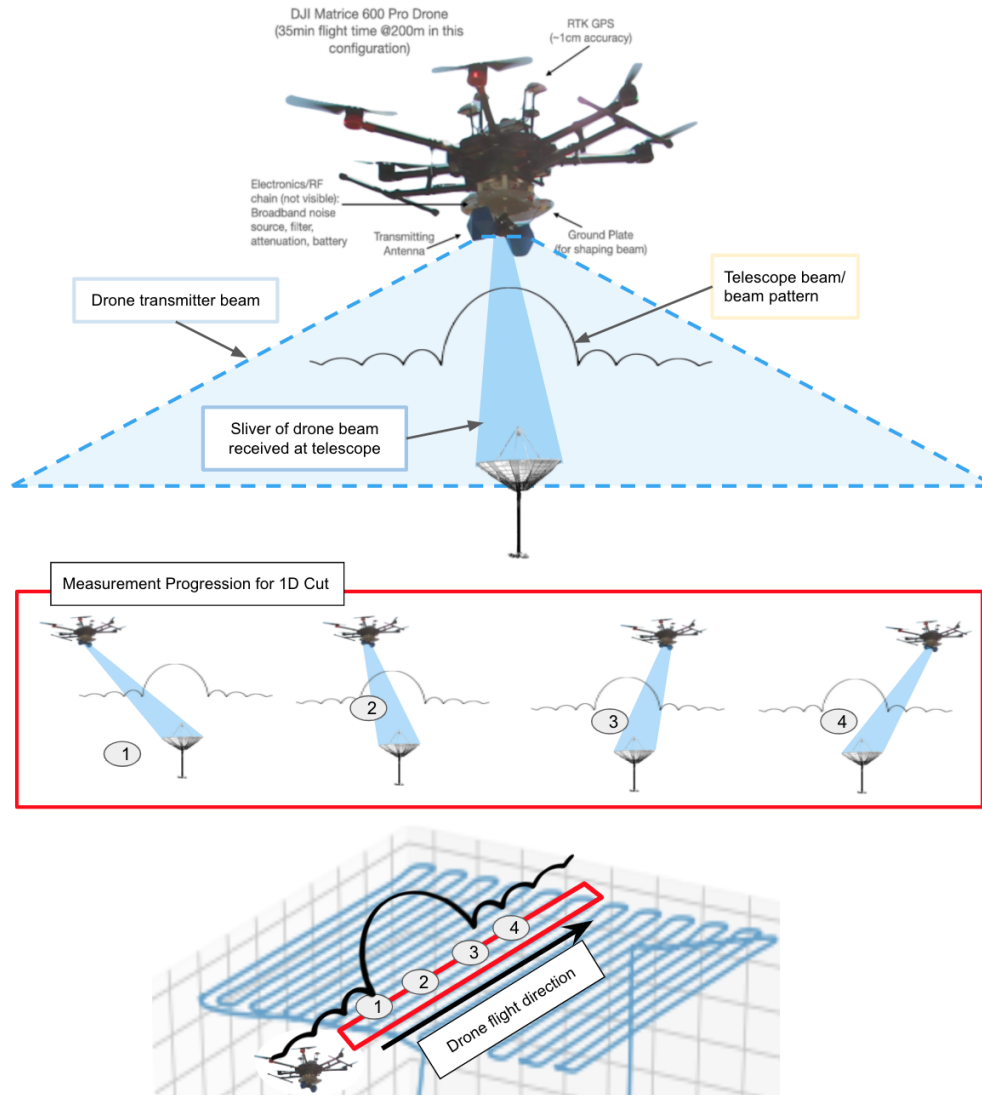 DJI Matrice 600 Pro Drone
(35min flight time @200m in this
configuration)
RTK GPS
(~1cm accuracy)
Electronics/RF
chain (not visible):
Broadband noise
source, filter,
attenuation, battery
Transmitting
Antenna
Ground Plate
(for shaping beam)
Drone transmitter beam
Telescope beam/
beam pattern
Sliver of drone beam
received at telescope
Measurement Progression for 1D Cut
1
2
3
4
1
2
3
4
Drone flight direction